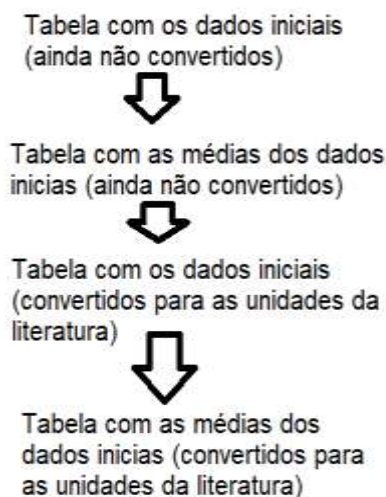 Tabela com os dados iniciais
(ainda não convertidos)
Tabela com as médias dos dados
inicias (ainda não convertidos)
Tabela com os dados iniciais
(convertidos para as unidades da
literatura)
Tabela com as médias dos
dados inicias (convertidos para
as unidades da literatura)